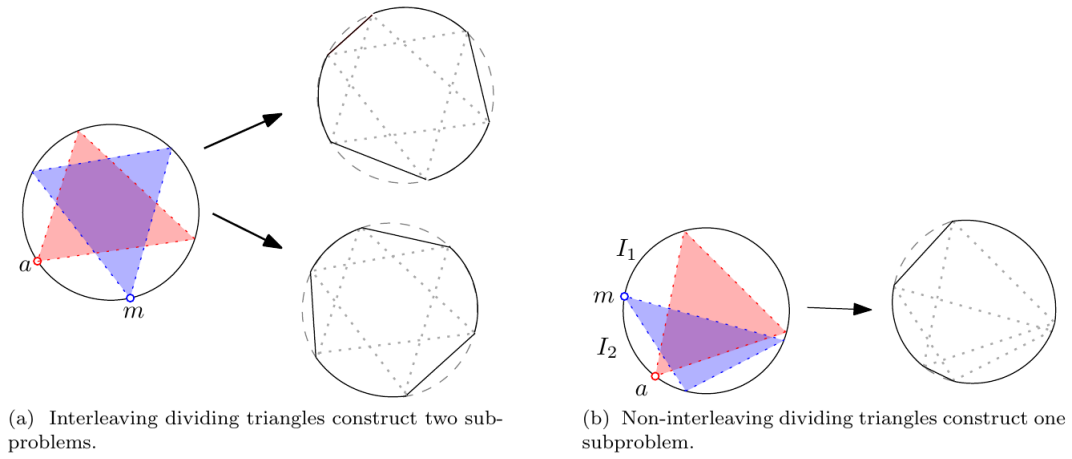 a
m
(a) Interleaving dividing triangles construct two sub-
problems.
I₁
m
I₂
a
(b) Non-interleaving dividing triangles construct one
subproblem.